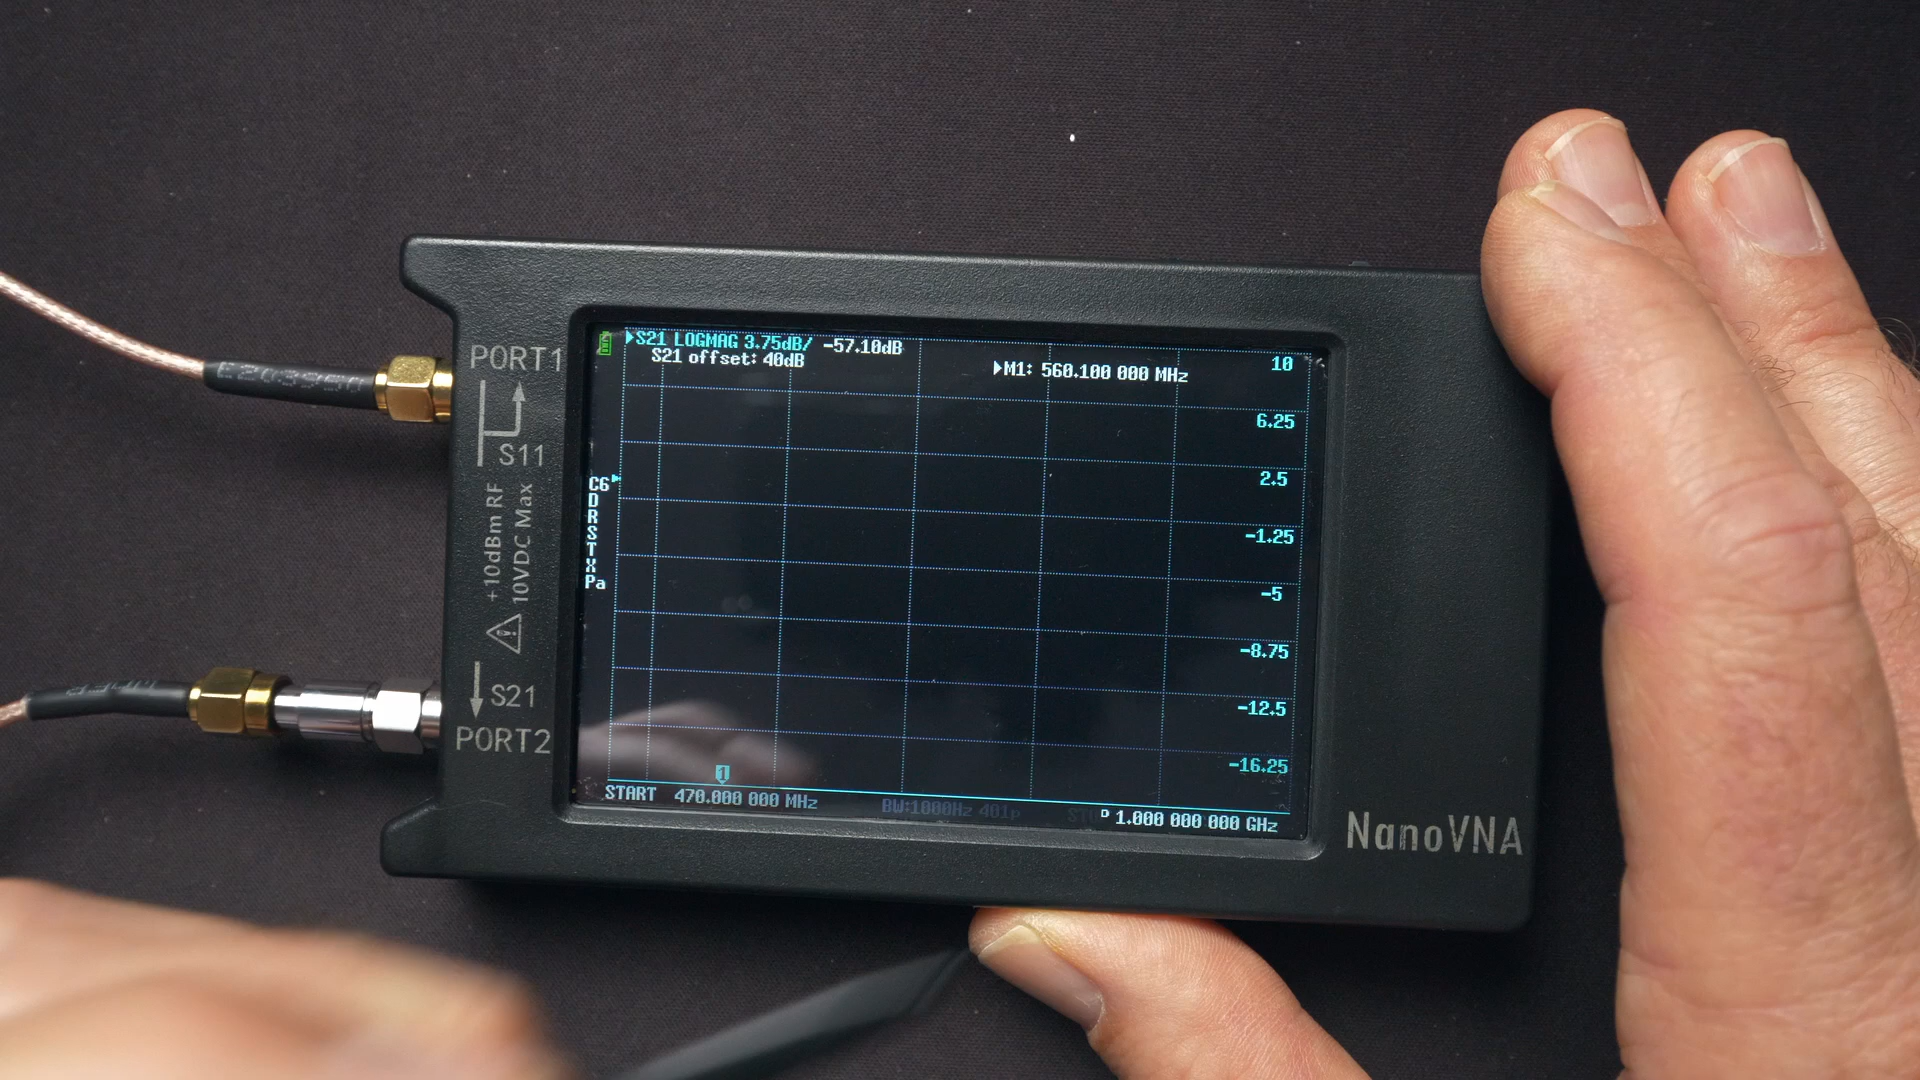 PORT1
S11
+10dBm RF
10VDC Max
S21
PORT2
S21 LOGMAG 3.75dB/ -57.10dB
S21 offset: 40dB
M1: 560.100 000 MHz
10
6.25
2.5
-1.25
-5
-8.75
-12.5
-16.25
C6
D
R
S
T
X
Pa
1
START 470.000 000 MHz
BW:1000Hz 401p
1.000 000 000 GHz
NanoVNA